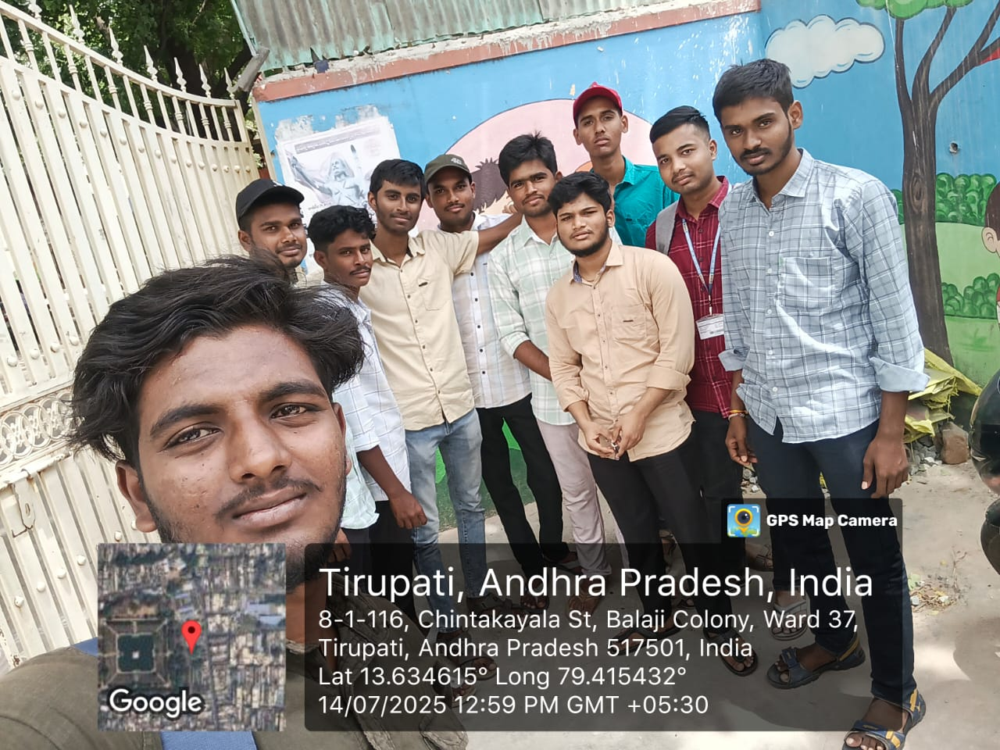 GPS Map Camera
Tirupati, Andhra Pradesh, India
8-1-116, Chintakayala St, Balaji Colony, Ward 37,
Tirupati, Andhra Pradesh 517501, India
Lat 13.634615° Long 79.415432°
14/07/2025 12:59 PM GMT +05:30
Google